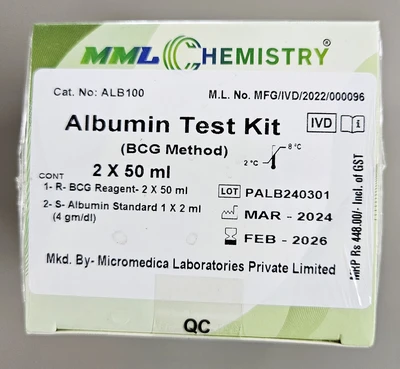 MML CHEMISTRY®
Cat. No: ALB100
M.L. No. MFG/IVD/2022/000096
Albumin Test Kit
(BCG Method)
IVD
2 °C
8 °C
CONT 2 X 50 ml
1- R- BCG Reagent- 2 X 50 ml
2- S- Albumin Standard 1 X 2 ml
(4 gm/dl)
LOT PALB240301
MAR - 2024
FEB - 2026
Mkd. By- Micromedica Laboratories Private Limited
MRP Rs 448.00/- Incl. of GST
QC